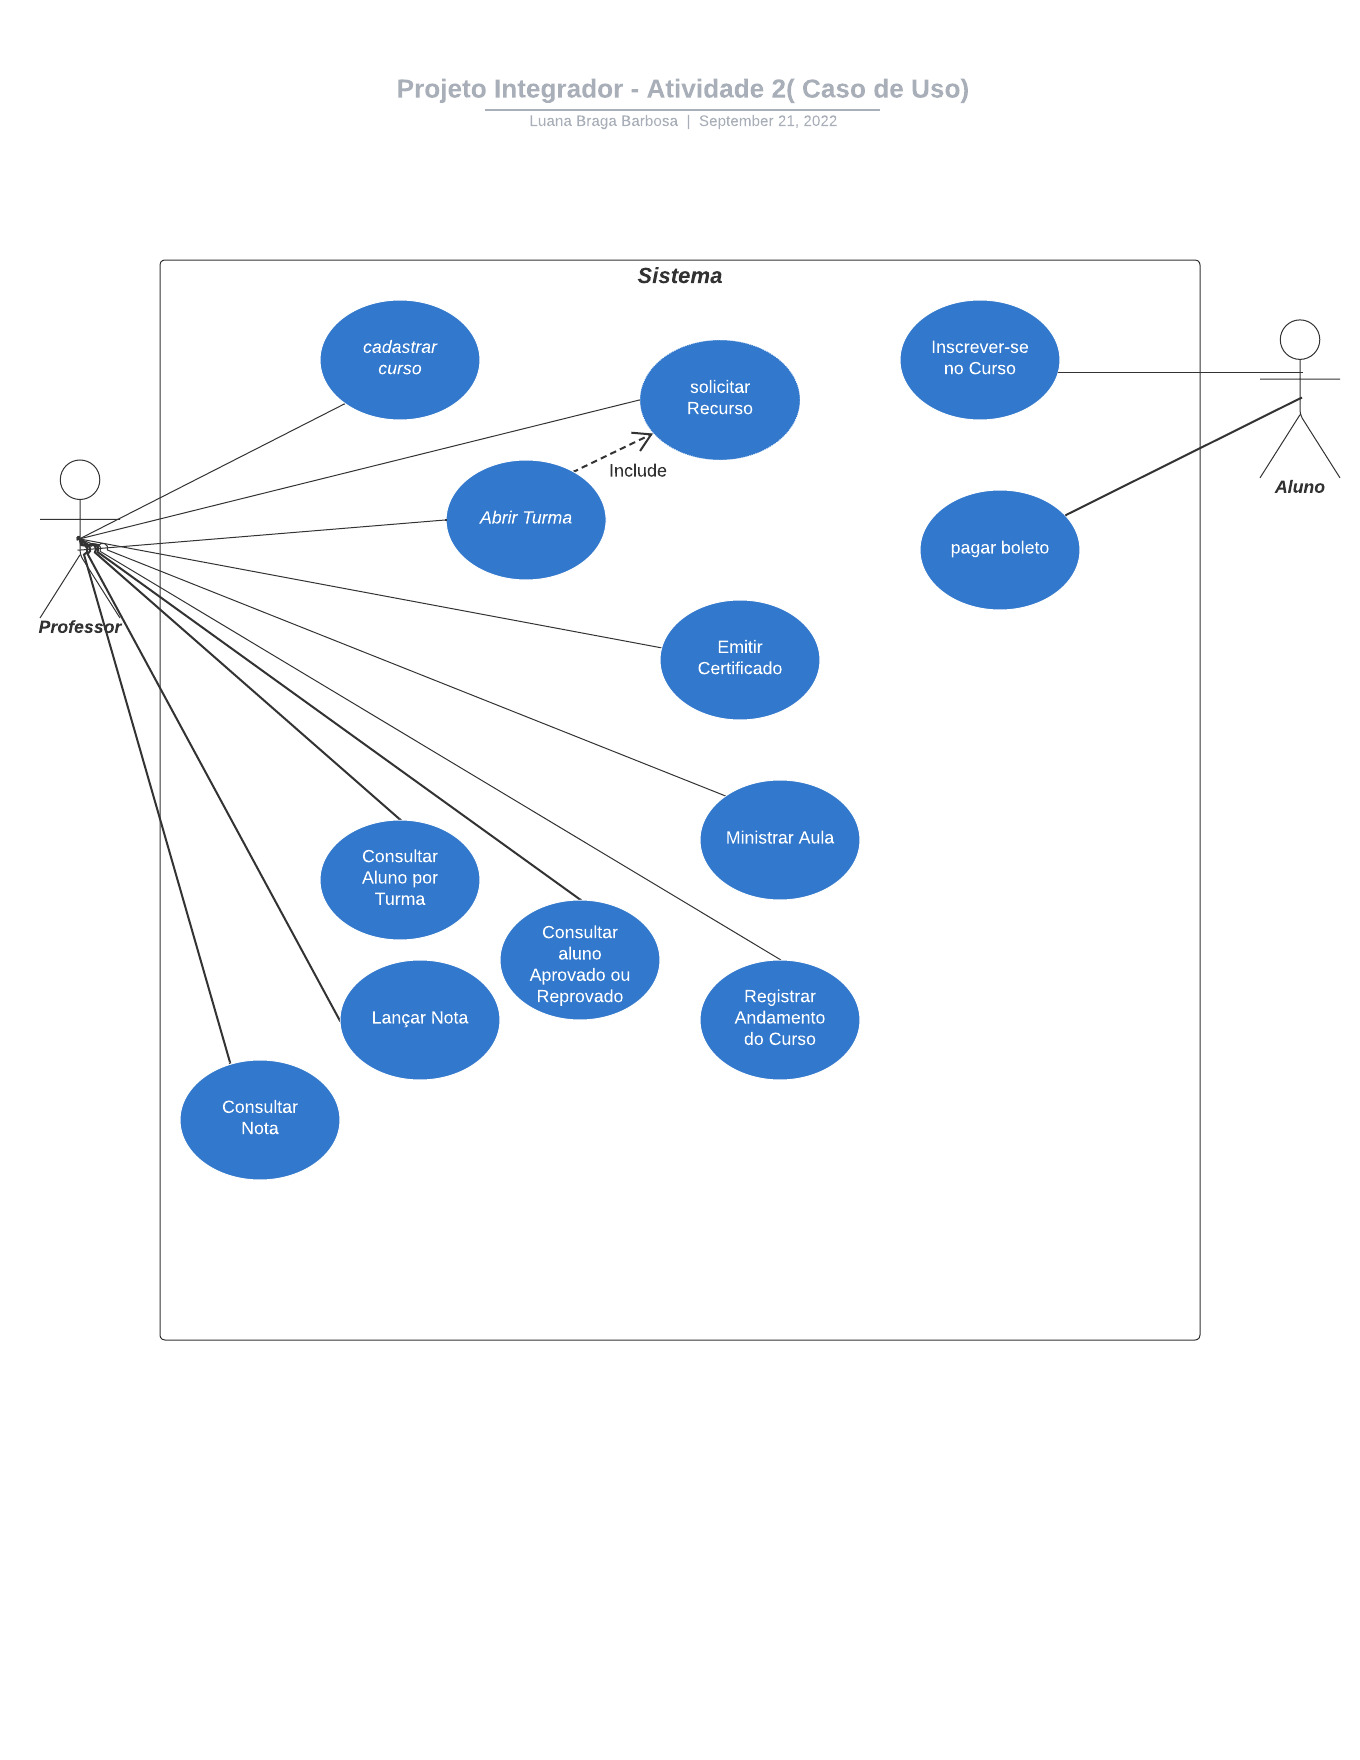 Projeto Integrador - Atividade 2( Caso de Uso)
Luana Braga Barbosa | September 21, 2022
Sistema
cadastrar
curso
solicitar
Recurso
Inscrever-se
no Curso
Include
Abrir Turma
Aluno
pagar boleto
Professor
Emitir
Certificado
Ministrar Aula
Consultar
Aluno por
Turma
Consultar
aluno
Aprovado ou
Reprovado
Lançar Nota
Registrar
Andamento
do Curso
Consultar
Nota